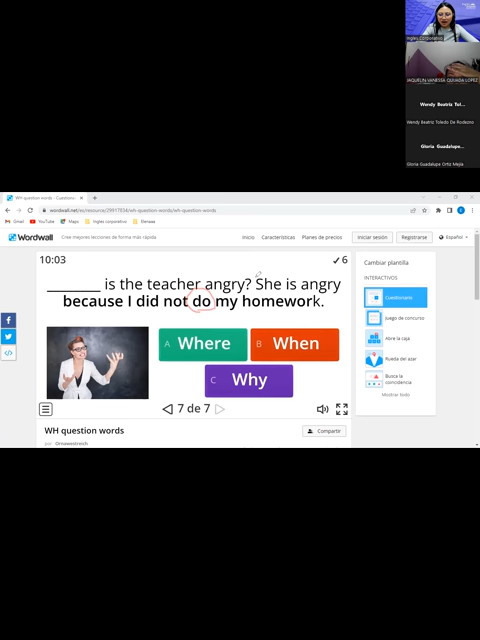 Ingles Corporativo
JAQUELIN VANESSA QUIJADA LOPEZ
Wendy Beatriz Tol...
Wendy Beatriz Toledo De Rodezno
Gloria Guadalupe...
Gloria Guadalupe Ortiz Mejia
WH question words - Cuestiona
wordwall.net/es/resource/29917834/wh-question-words/wh-question-words
Gmail YouTube Maps Ingles corporativo Elenaaa
Wordwall Cree mejores lecciones de forma más rápida Inicio Características Planes de precios Iniciar sesión Registrarse Español
10:03 ✓ 6
________ is the teacher angry? She is angry
because I did not do my homework.
A Where B When
C Why
7 de 7
WH question words
Compartir
por Ornawestreich
Cambiar plantilla
INTERACTIVOS
Cuestionario
Juego de concurso
Abre la caja
Rueda del azar
Busca la
coincidencia
Mostrar todo